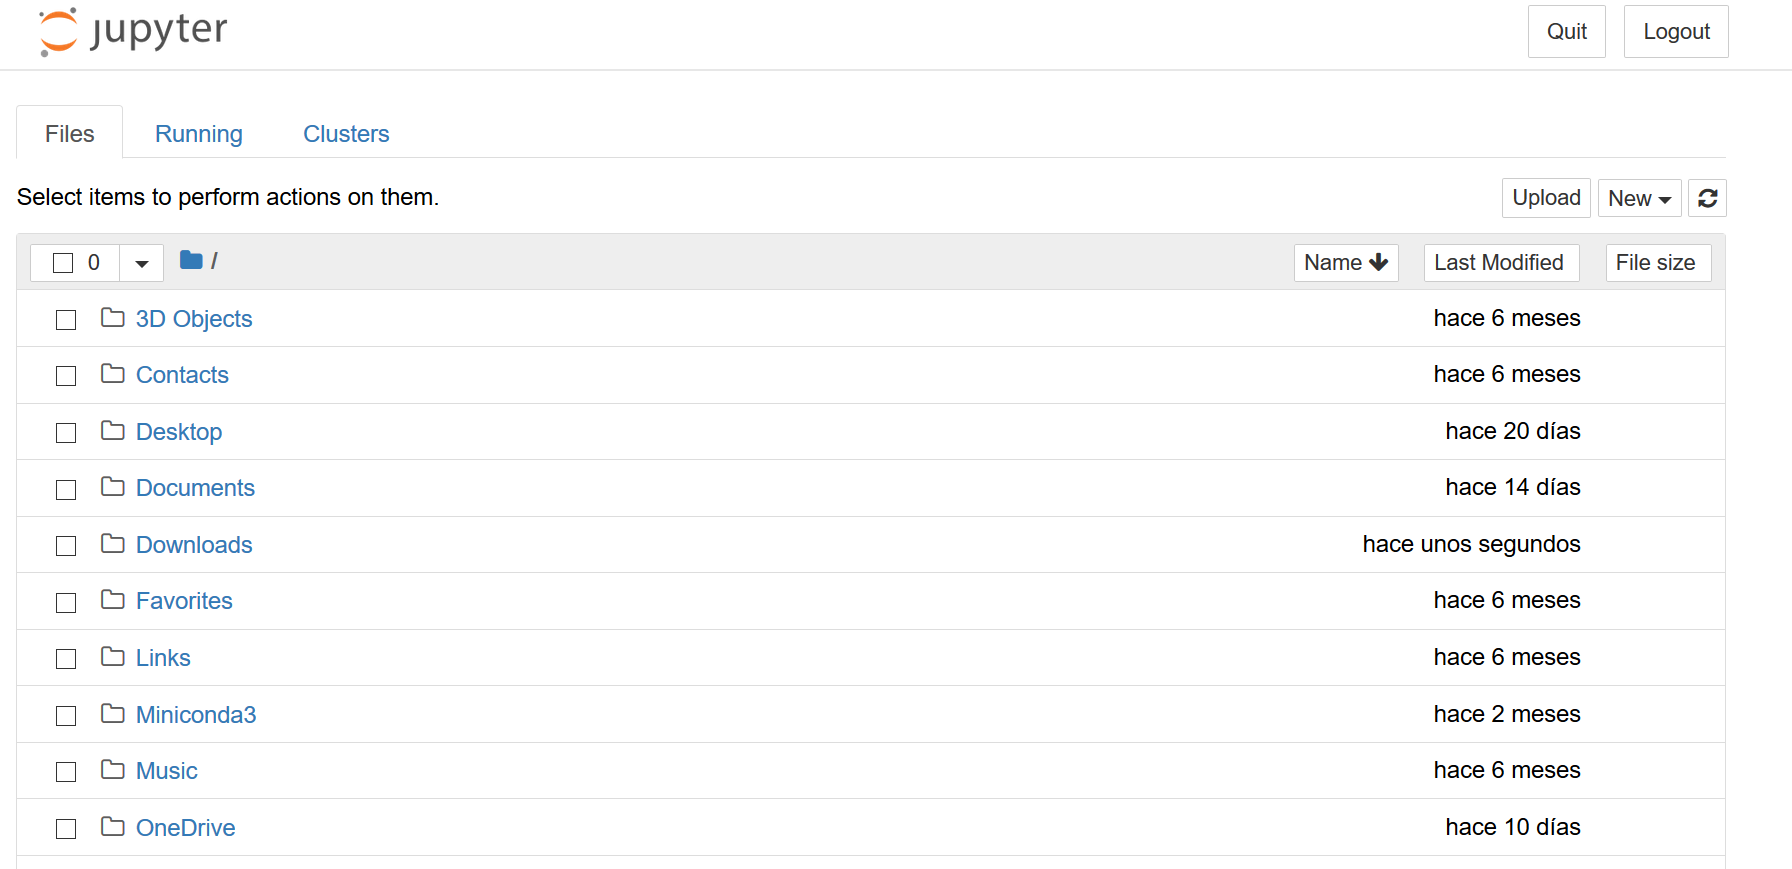 jupyter Quit Logout
Files Running Clusters
Select items to perform actions on them. Upload New
0 / Name Last Modified File size
3D Objects hace 6 meses
Contacts hace 6 meses
Desktop hace 20 días
Documents hace 14 días
Downloads hace unos segundos
Favorites hace 6 meses
Links hace 6 meses
Miniconda3 hace 2 meses
Music hace 6 meses
OneDrive hace 10 días